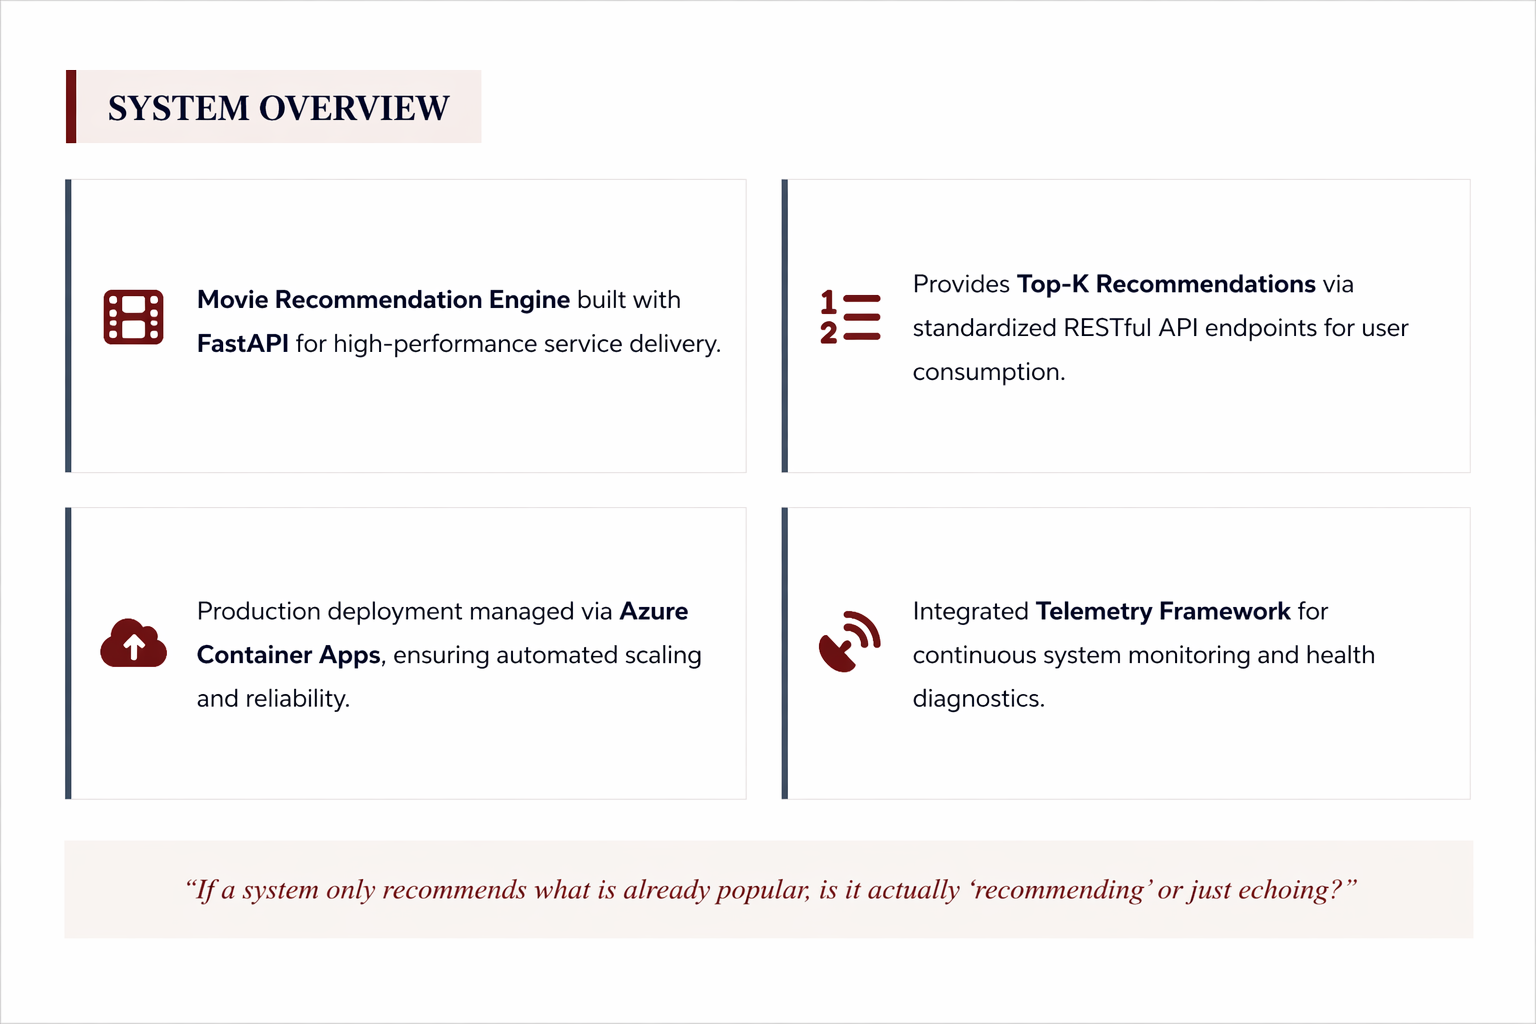 SYSTEM OVERVIEW
Movie Recommendation Engine built with
FastAPI for high-performance service delivery.
1
2
Provides Top-K Recommendations via
standardized RESTful API endpoints for user
consumption.
Production deployment managed via Azure
Container Apps, ensuring automated scaling
and reliability.
Integrated Telemetry Framework for
continuous system monitoring and health
diagnostics.
“If a system only recommends what is already popular, is it actually ‘recommending’ or just echoing?”